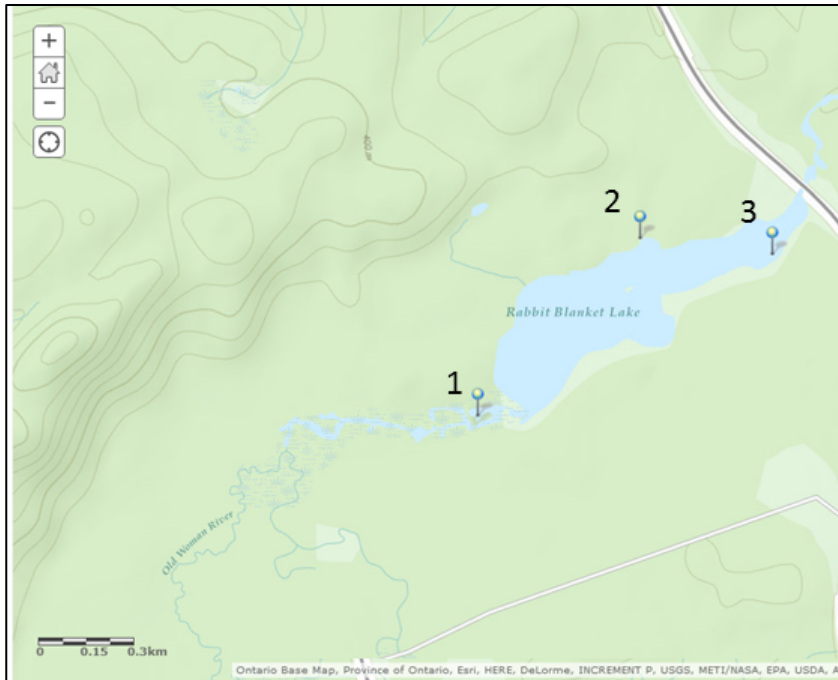 +
−
400 m
2
3
Rabbit Blanket Lake
1
Old Woman River
0 0.15 0.3km
Ontario Base Map, Province of Ontario, Esri, HERE, DeLorme, INCREMENT P, USGS, METI/NASA, EPA, USDA, A